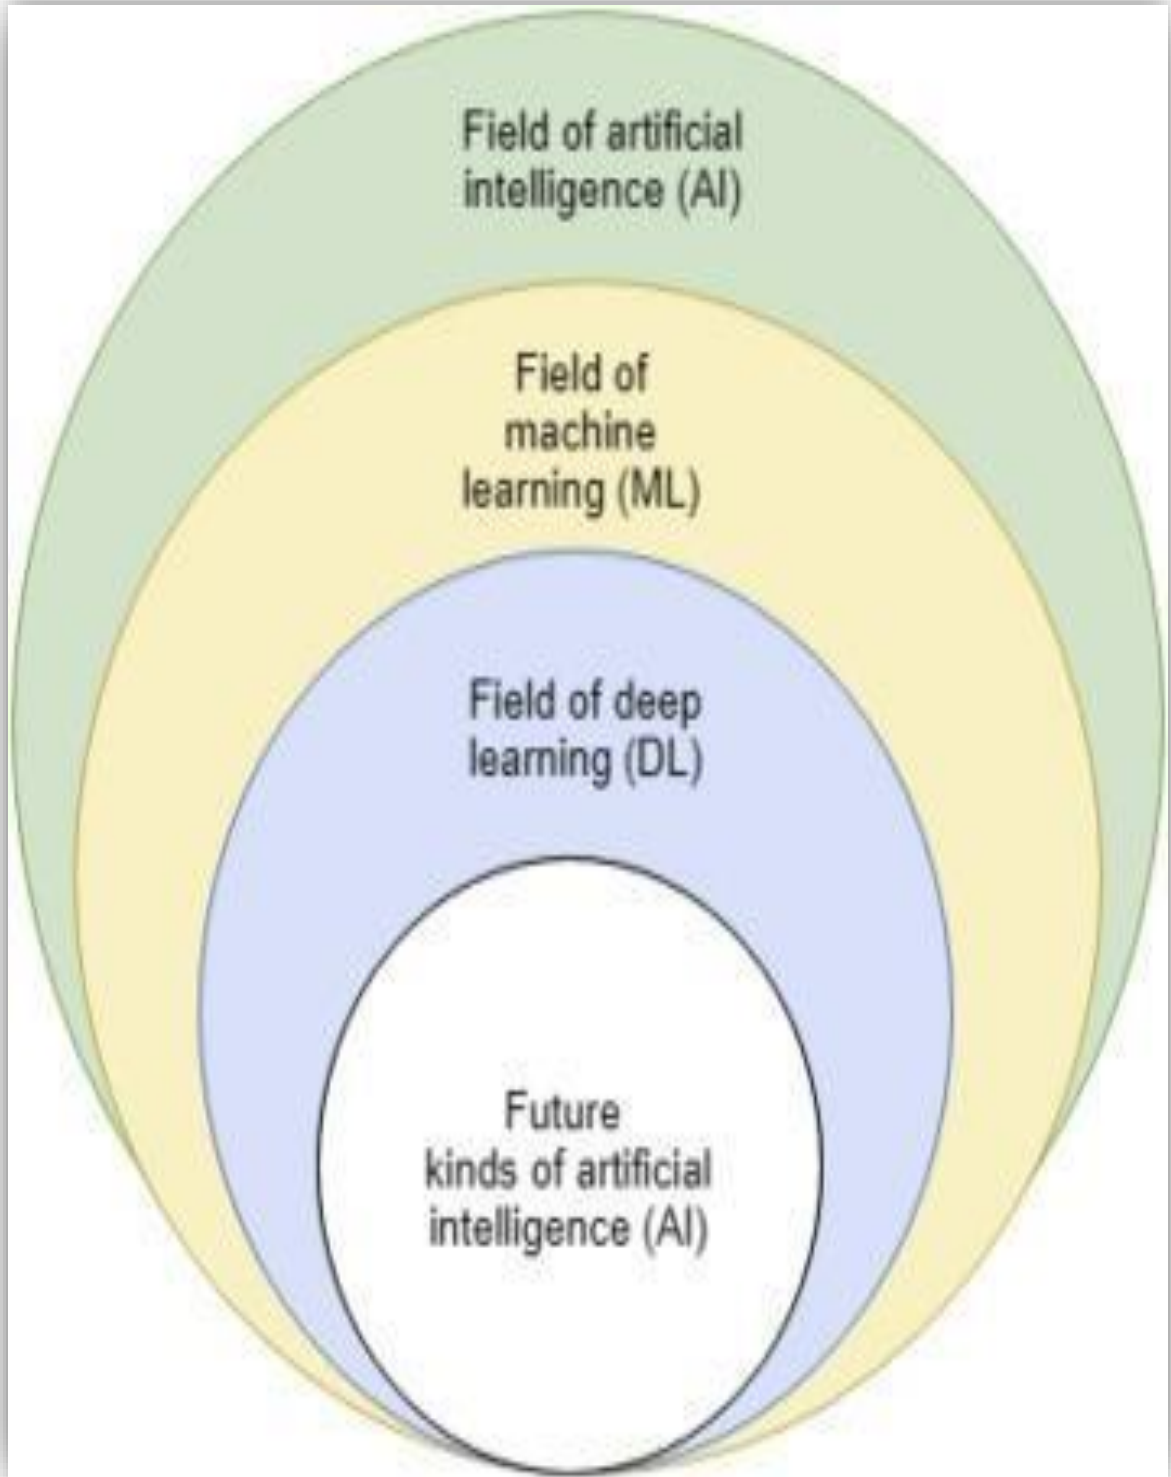 Field of artificial
intelligence (AI)
Field of
machine
learning (ML)
Field of deep
learning (DL)
Future
kinds of artificial
intelligence (AI)